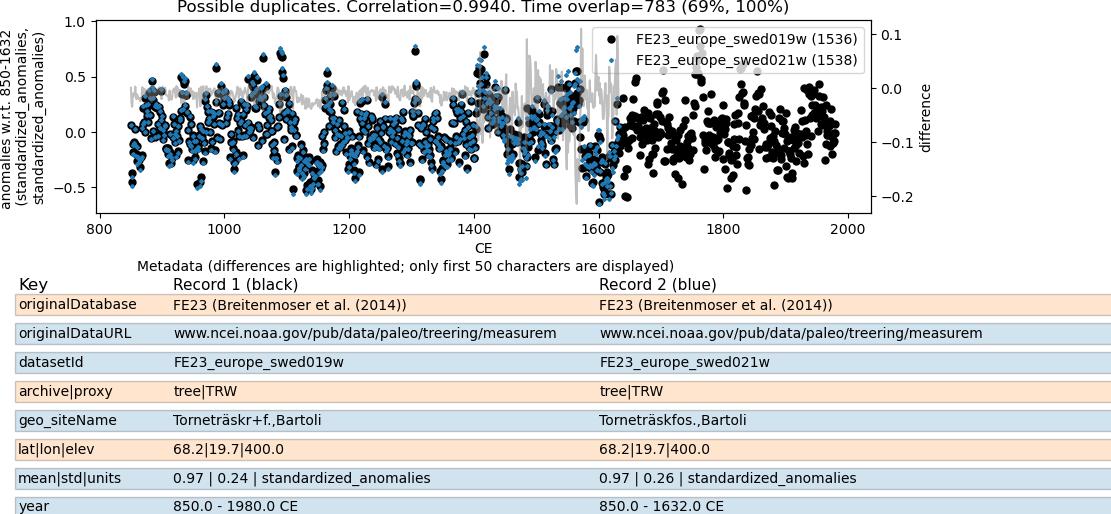 Possible duplicates. Correlation=0.9940. Time overlap=783 (69%, 100%)
anomalies w.r.t. 850-1632
(standardized_anomalies,
standardized_anomalies)
1.0
0.5
0.0
−0.5
FE23_europe_swed019w (1536)
FE23_europe_swed021w (1538)
0.1
0.0
−0.1
−0.2
difference
800 1000 1200 1400 1600 1800 2000
CE
Metadata (differences are highlighted; only first 50 characters are displayed)
Key Record 1 (black) Record 2 (blue)
originalDatabase FE23 (Breitenmoser et al. (2014)) FE23 (Breitenmoser et al. (2014))
originalDataURL www.ncei.noaa.gov/pub/data/paleo/treering/measurem www.ncei.noaa.gov/pub/data/paleo/treering/measurem
datasetId FE23_europe_swed019w FE23_europe_swed021w
archive|proxy tree|TRW tree|TRW
geo_siteName Torneträskr+f.,Bartoli Torneträskfos.,Bartoli
lat|lon|elev 68.2|19.7|400.0 68.2|19.7|400.0
mean|std|units 0.97 | 0.24 | standardized_anomalies 0.97 | 0.26 | standardized_anomalies
year 850.0 - 1980.0 CE 850.0 - 1632.0 CE